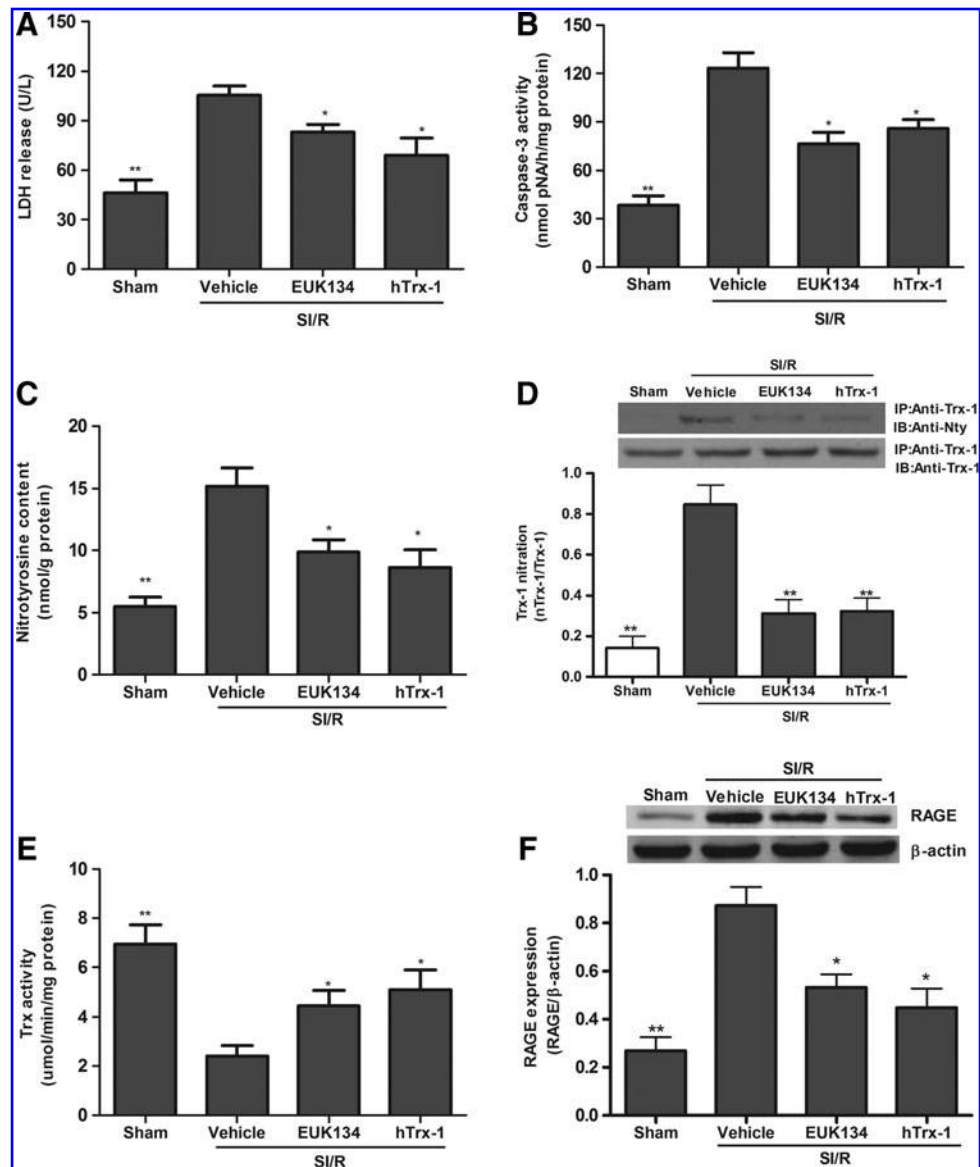 A
LDH release (U/L)
150
120
90
60
30
0
**
*
*
Sham
Vehicle
EUK134
hTrx-1
SI/R
B
Caspase-3 activity
(nmol pNA/h/mg protein)
150
120
90
60
30
0
**
*
*
Sham
Vehicle
EUK134
hTrx-1
SI/R
C
Nitrotyrosine content
(nmol/g protein)
20
15
10
5
0
**
*
*
Sham
Vehicle
EUK134
hTrx-1
SI/R
D
SI/R
Sham
Vehicle
EUK134
hTrx-1
IP:Anti-Trx-1
IB:Anti-Nty
IP:Anti-Trx-1
IB:Anti-Trx-1
Trx-1 nitration
(nTrx-1/Trx-1)
1.0
0.8
0.6
0.4
0.2
0.0
**
**
**
Sham
Vehicle
EUK134
hTrx-1
SI/R
E
Trx activity
(umol/min/mg protein)
8
6
4
2
0
**
*
*
Sham
Vehicle
EUK134
hTrx-1
SI/R
F
SI/R
Sham
Vehicle
EUK134
hTrx-1
RAGE
β-actin
RAGE expression
(RAGE/β-actin)
1.0
0.8
0.6
0.4
0.2
0.0
**
*
*
Sham
Vehicle
EUK134
hTrx-1
SI/R